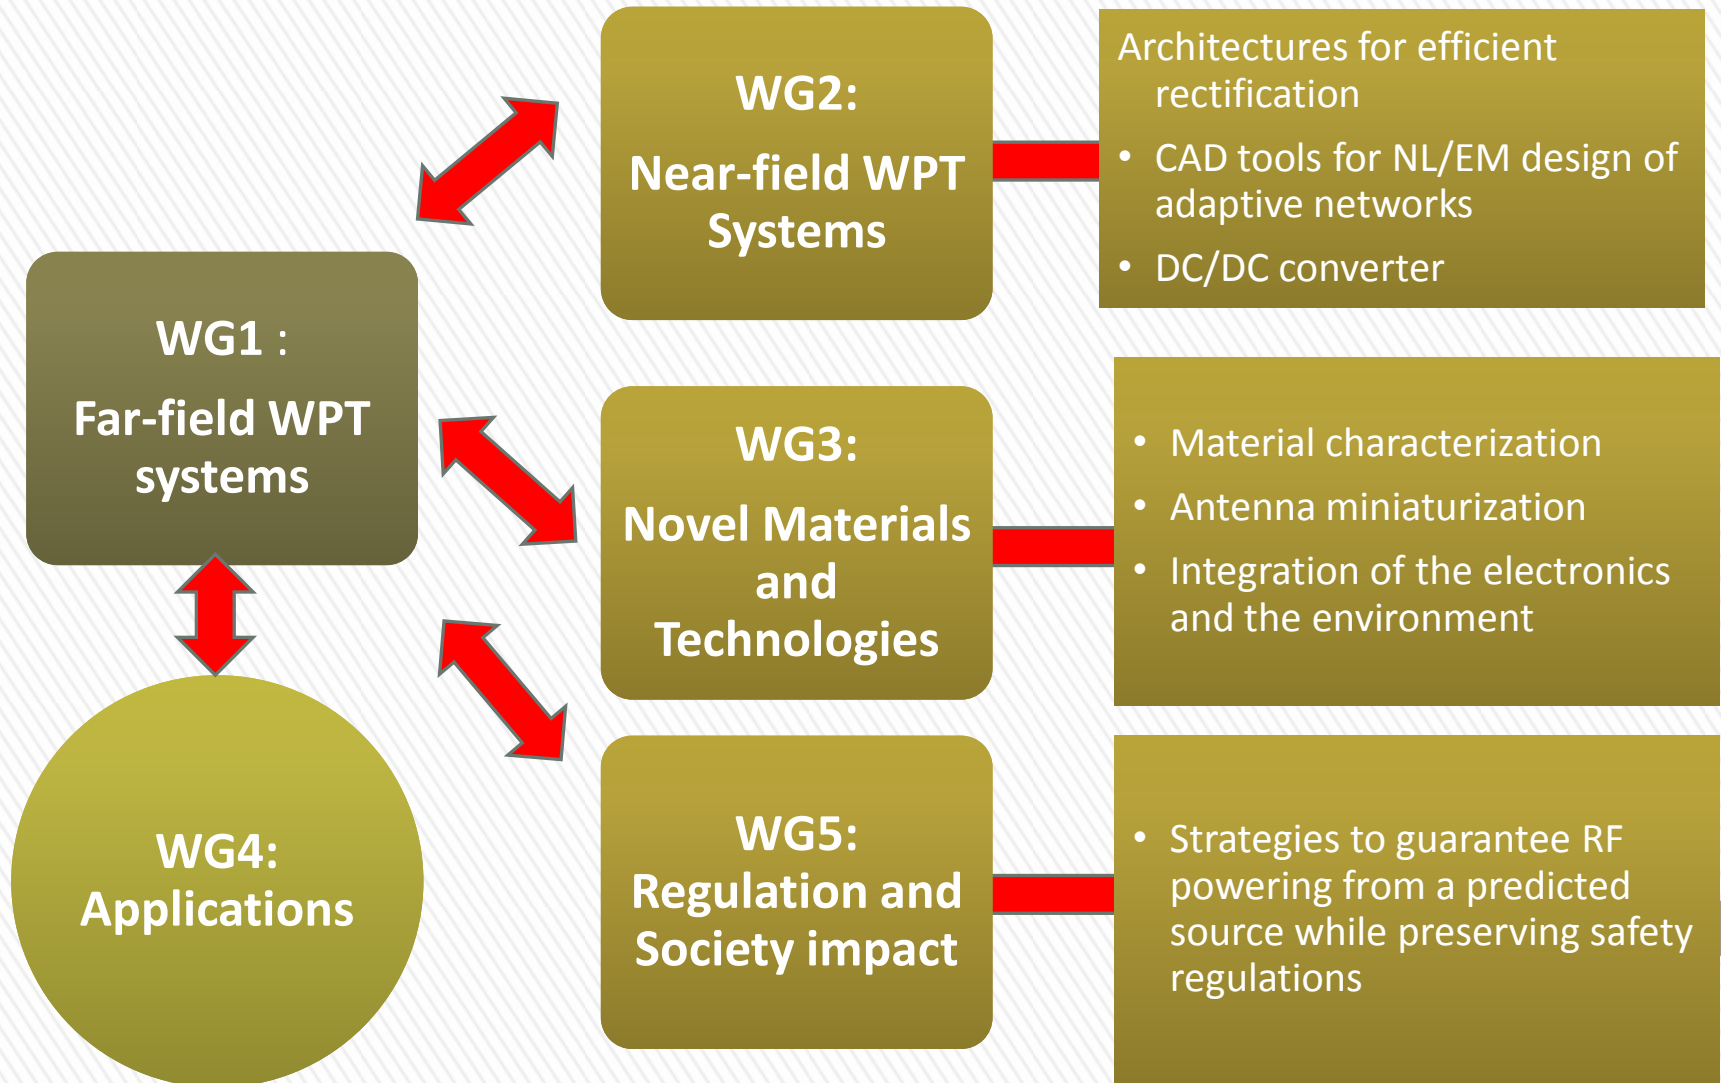 WG1 :
Far-field WPT
systems
WG4:
Applications
WG2:
Near-field WPT
Systems
Architectures for efficient
rectification
• CAD tools for NL/EM design of
adaptive networks
• DC/DC converter
WG3:
Novel Materials
and
Technologies
• Material characterization
• Antenna miniaturization
• Integration of the electronics
and the environment
WG5:
Regulation and
Society impact
• Strategies to guarantee RF
powering from a predicted
source while preserving safety
regulations